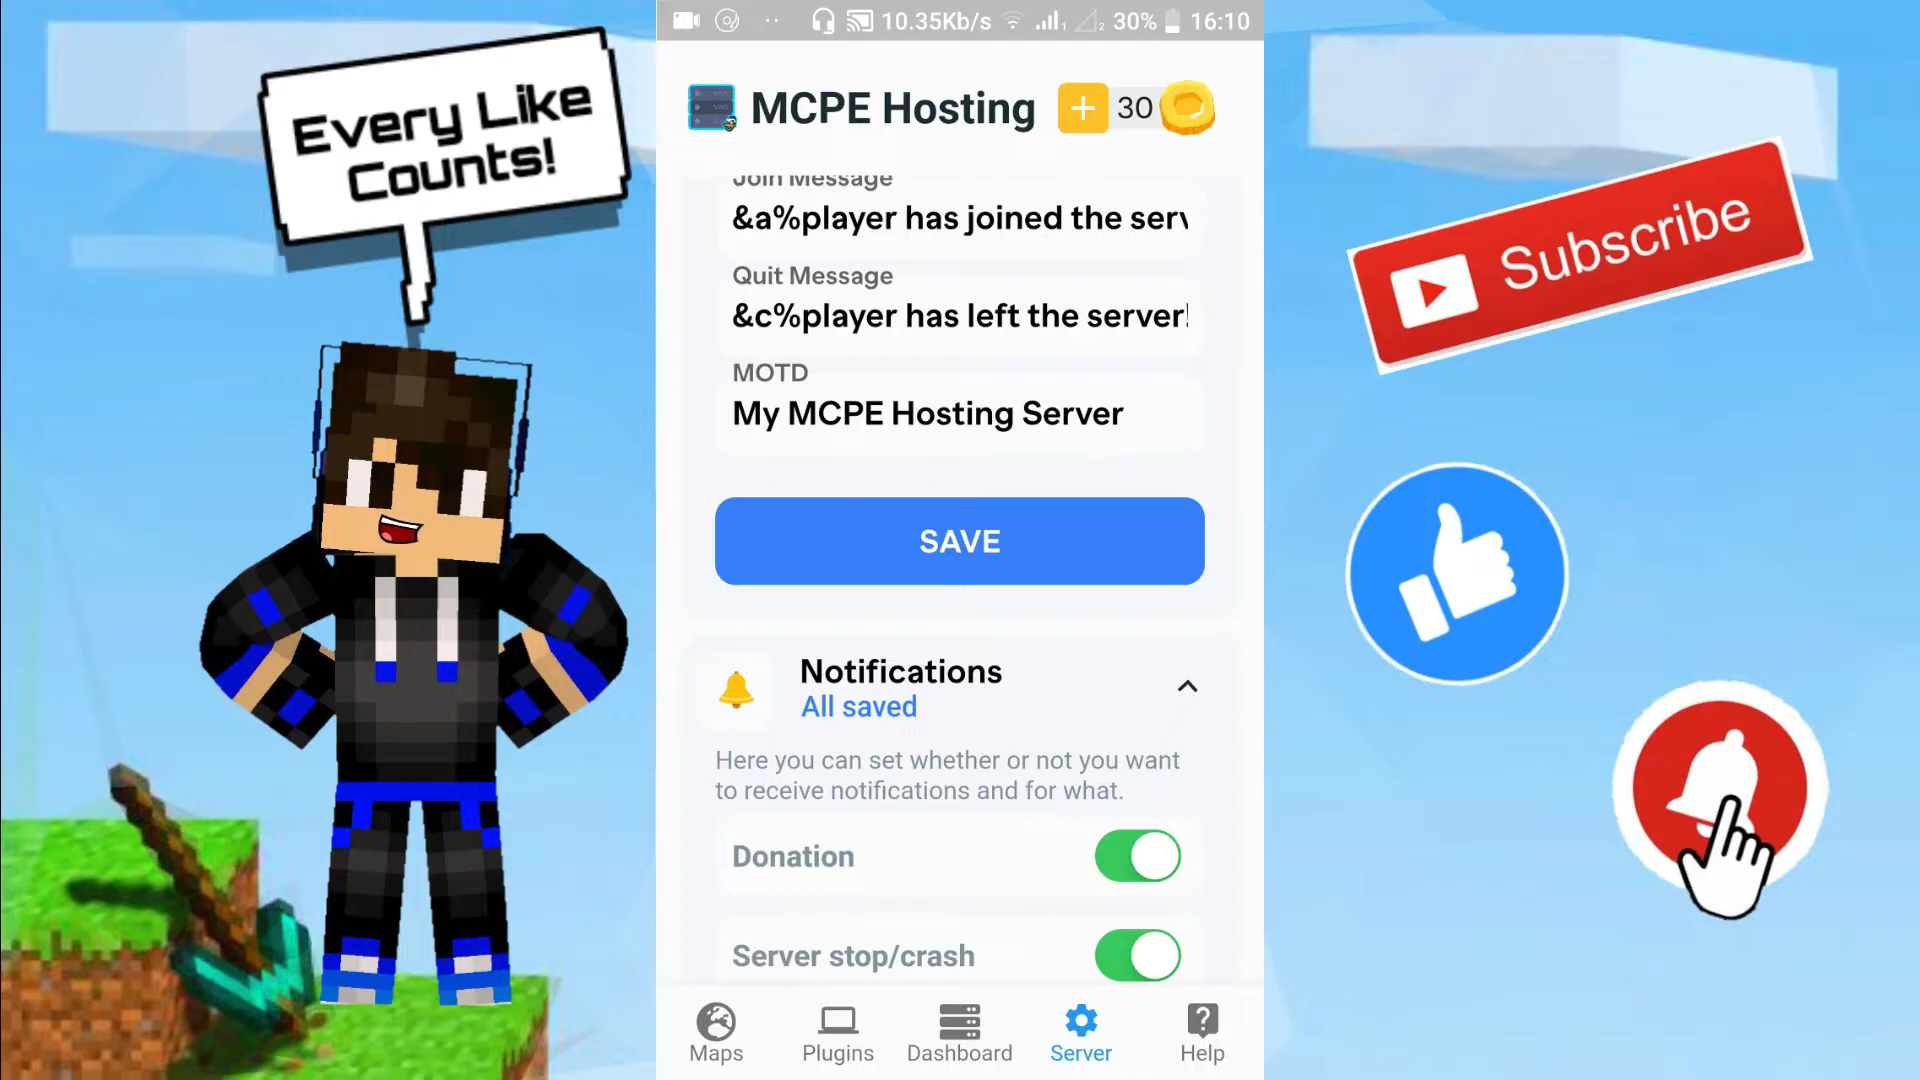 Every Like
Counts!
10.35Kb/s
30%
16:10
MCPE Hosting
30
Join Message
&a%player has joined the serv
Quit Message
&c%player has left the server!
MOTD
My MCPE Hosting Server
SAVE
Notifications
All saved
Here you can set whether or not you want
to receive notifications and for what.
Donation
Server stop/crash
Maps
Plugins
Dashboard
Server
Help
Subscribe